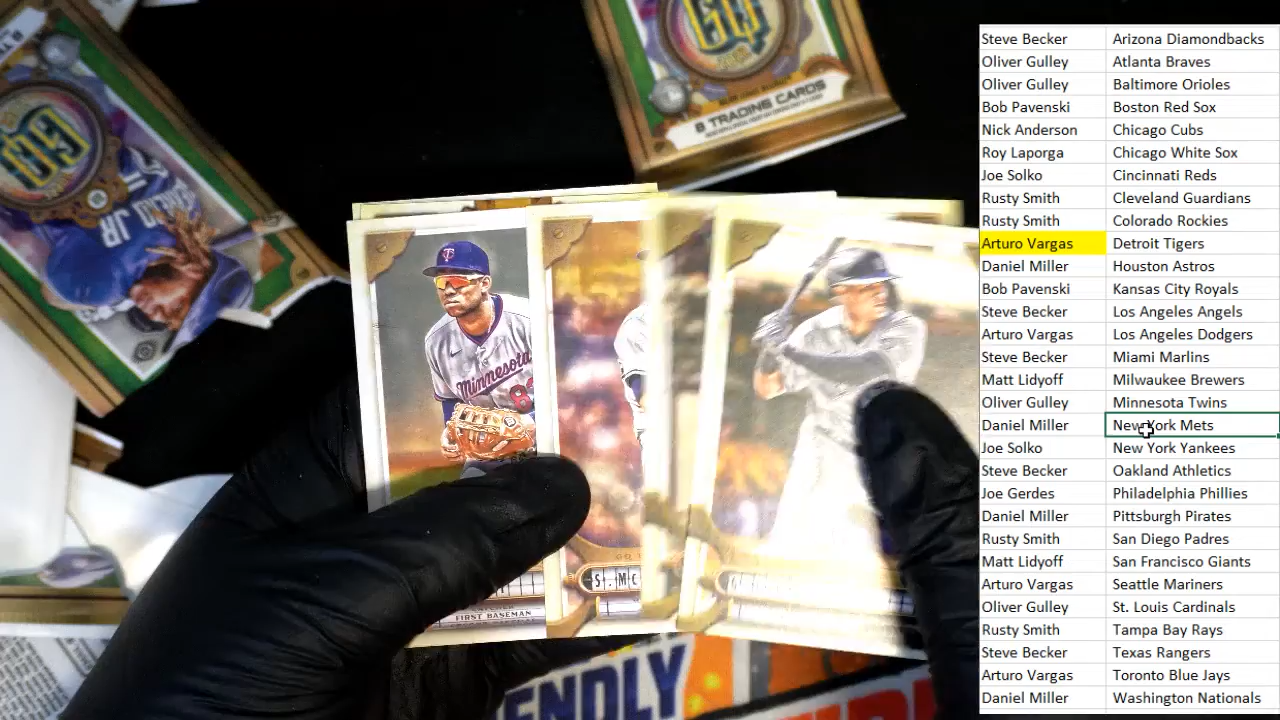 GQ
8 TRADING CARDS
GQ
JR
T
Minnesota
FIRST BASEMAN
S. MC
NDLY
Steve Becker Arizona Diamondbacks
Oliver Gulley Atlanta Braves
Oliver Gulley Baltimore Orioles
Bob Pavenski Boston Red Sox
Nick Anderson Chicago Cubs
Roy Laporga Chicago White Sox
Joe Solko Cincinnati Reds
Rusty Smith Cleveland Guardians
Rusty Smith Colorado Rockies
Arturo Vargas Detroit Tigers
Daniel Miller Houston Astros
Bob Pavenski Kansas City Royals
Steve Becker Los Angeles Angels
Arturo Vargas Los Angeles Dodgers
Steve Becker Miami Marlins
Matt Lidyoff Milwaukee Brewers
Oliver Gulley Minnesota Twins
Daniel Miller New York Mets
Joe Solko New York Yankees
Steve Becker Oakland Athletics
Joe Gerdes Philadelphia Phillies
Daniel Miller Pittsburgh Pirates
Rusty Smith San Diego Padres
Matt Lidyoff San Francisco Giants
Arturo Vargas Seattle Mariners
Oliver Gulley St. Louis Cardinals
Rusty Smith Tampa Bay Rays
Steve Becker Texas Rangers
Arturo Vargas Toronto Blue Jays
Daniel Miller Washington Nationals